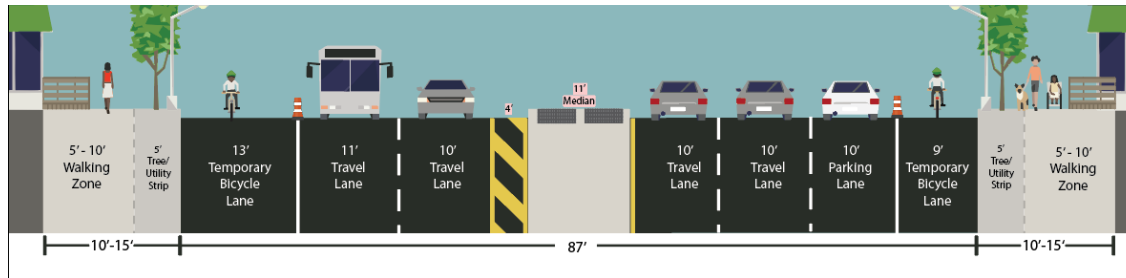 4'
11'
Median
5' - 10'
Walking
Zone
5'
Tree/
Utility
Strip
13'
Temporary
Bicycle
Lane
11'
Travel
Lane
10'
Travel
Lane
10'
Travel
Lane
10'
Travel
Lane
10'
Parking
Lane
9'
Temporary
Bicycle
Lane
5'
Tree/
Utility
Strip
5' - 10'
Walking
Zone
10'-15'
87'
10'-15'